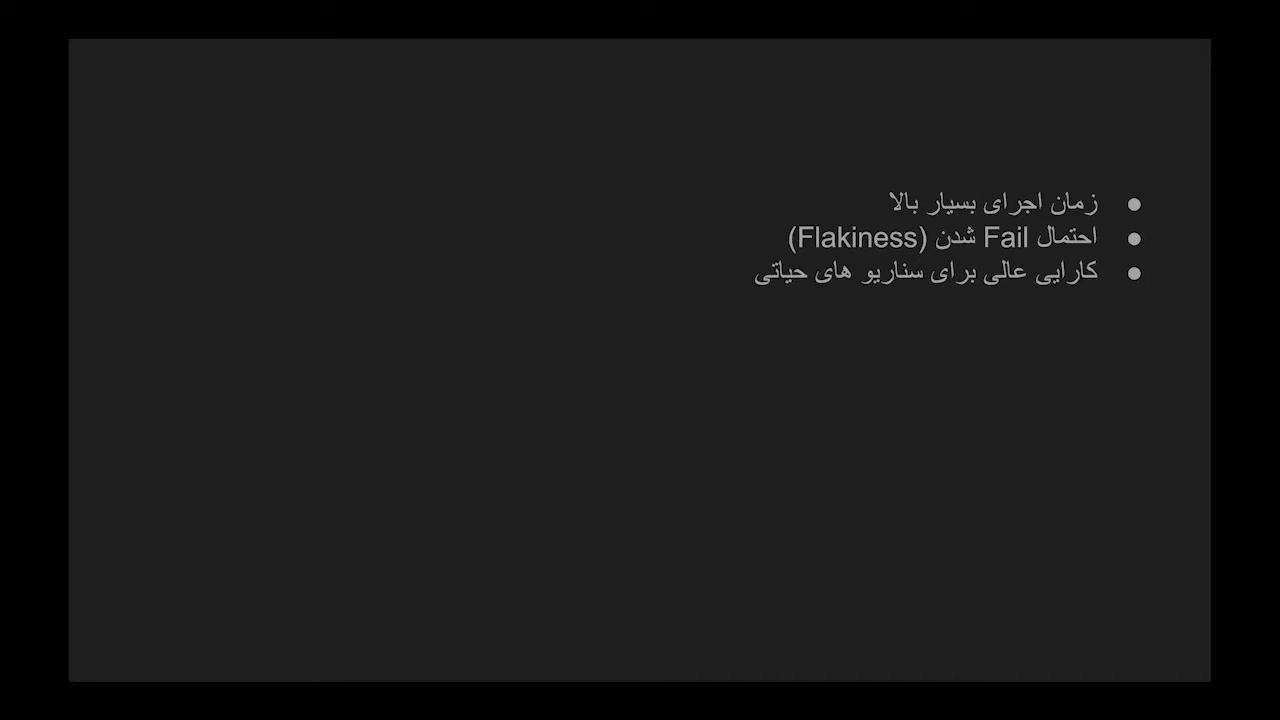 ● زمان اجرای بسیار بالا
● احتمال Fail شدن (Flakiness)
● کارایی عالی برای سناریو های حیاتی